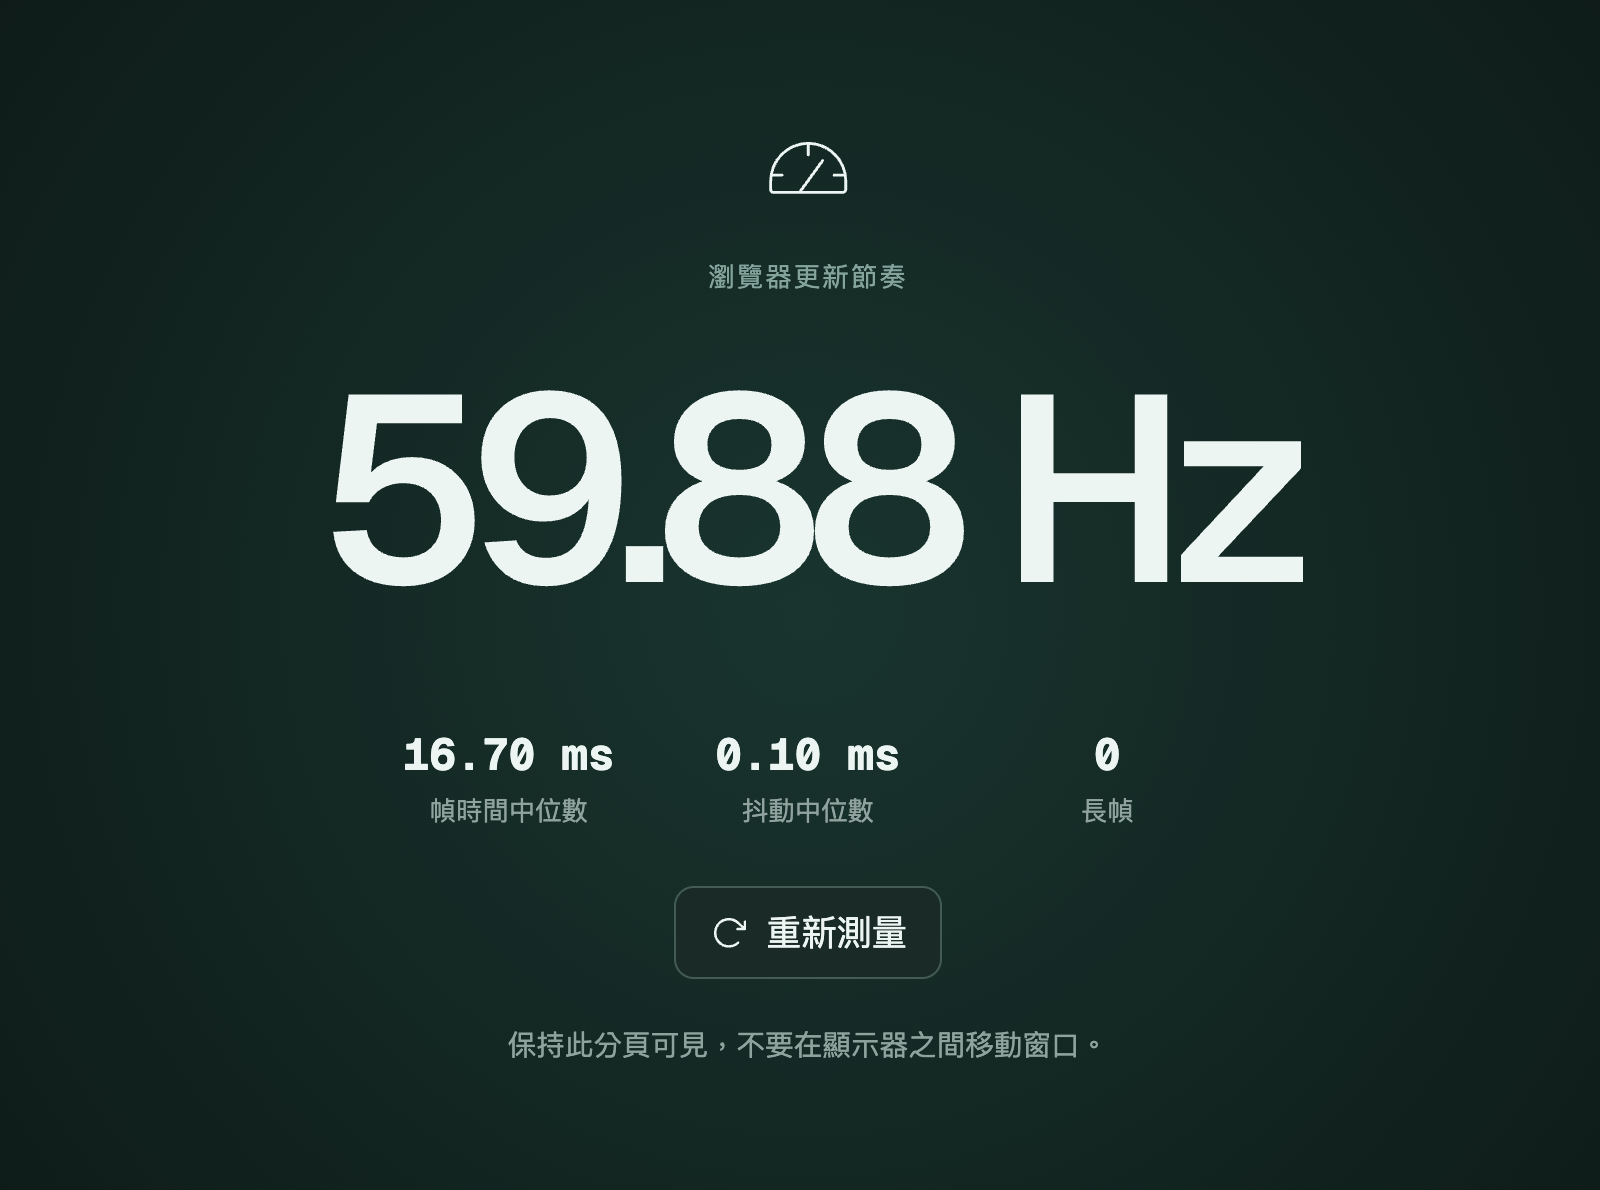 瀏覽器更新節奏
59.88 Hz
16.70 ms 0.10 ms 0
幀時間中位數 抖動中位數 長幀
重新測量
保持此分頁可見，不要在顯示器之間移動窗口。